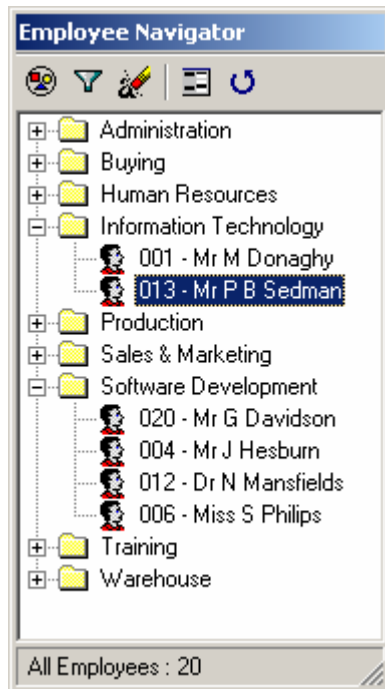 Employee Navigator
Administration
Buying
Human Resources
Information Technology
001 - Mr M Donaghy
013 - Mr P B Sedman
Production
Sales & Marketing
Software Development
020 - Mr G Davidson
004 - Mr J Hesburn
012 - Dr N Mansfields
006 - Miss S Philips
Training
Warehouse
All Employees : 20